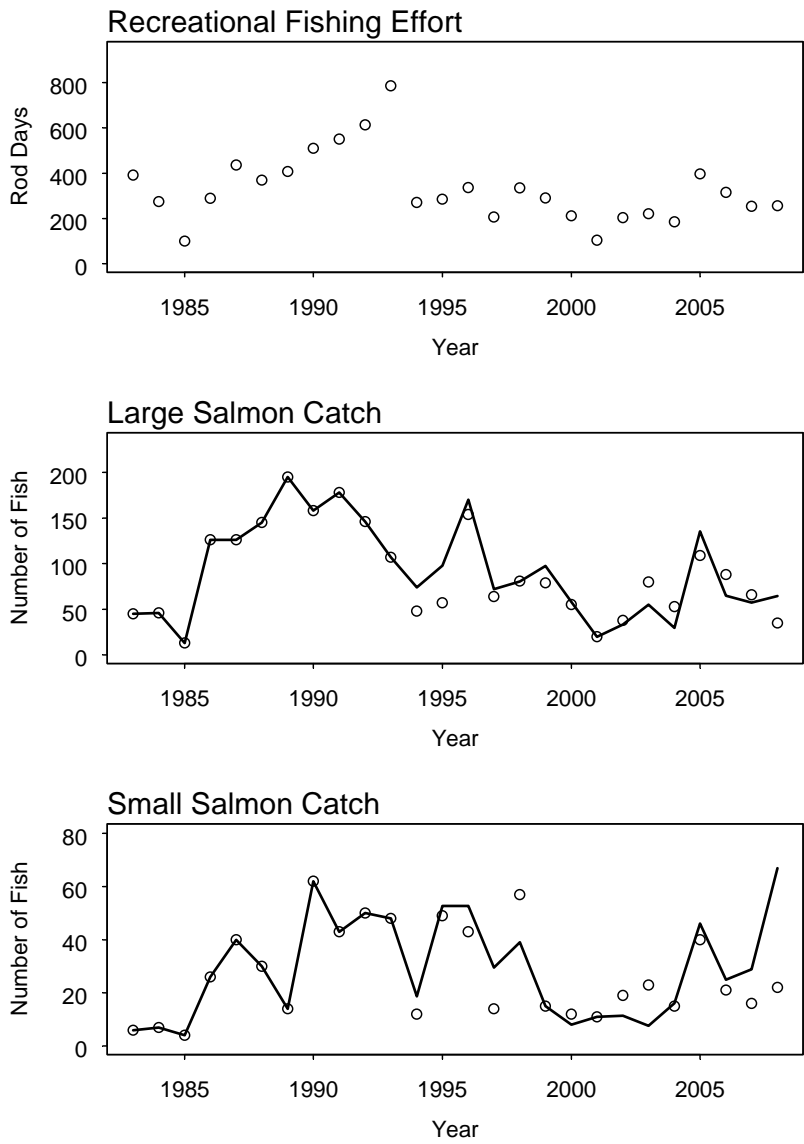 Recreational Fishing Effort
800
600
400
200
0
Rod Days
1985 1990 1995 2000 2005
Year
Large Salmon Catch
200
150
100
50
0
Number of Fish
1985 1990 1995 2000 2005
Year
Small Salmon Catch
80
60
40
20
0
Number of Fish
1985 1990 1995 2000 2005
Year